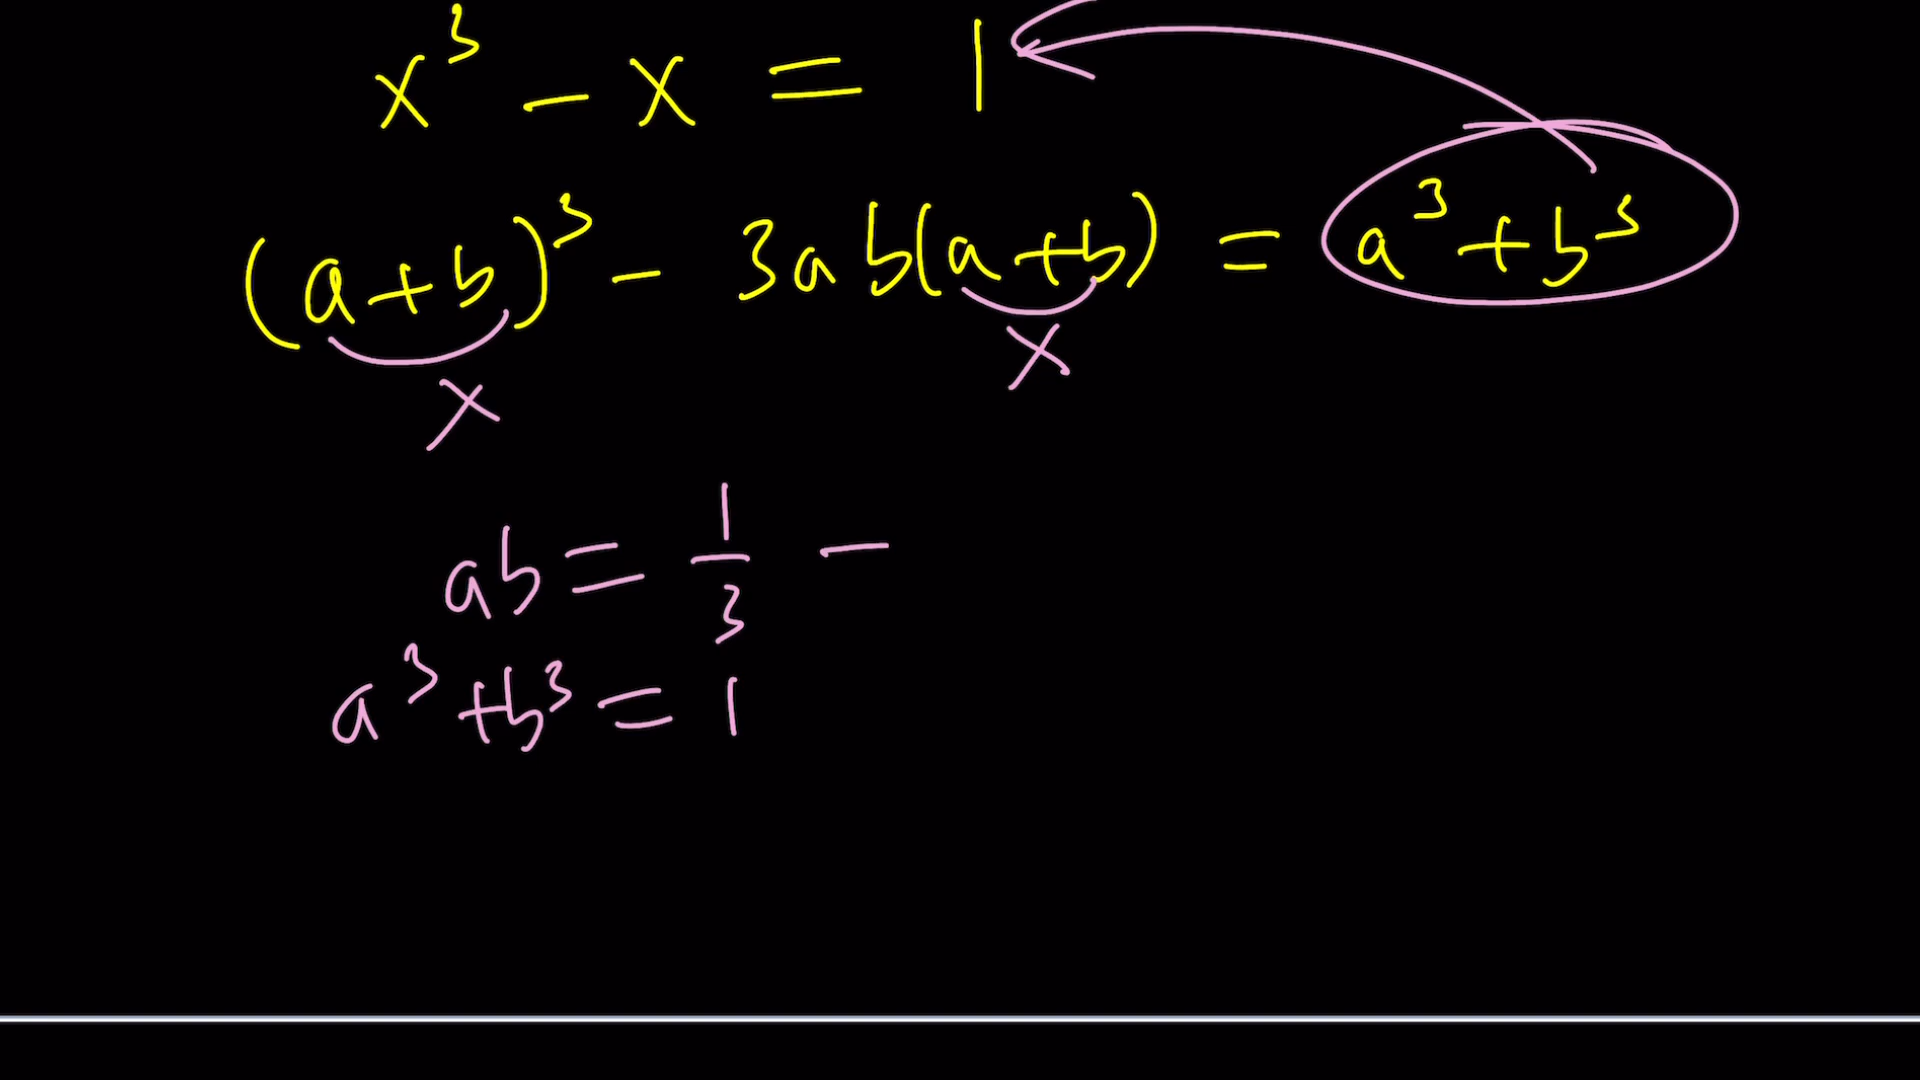 x³ - x = 1
(a+b)³ - 3ab(a+b) = a³+b³
x x
ab = 1/3 -
a³+b³ = 1